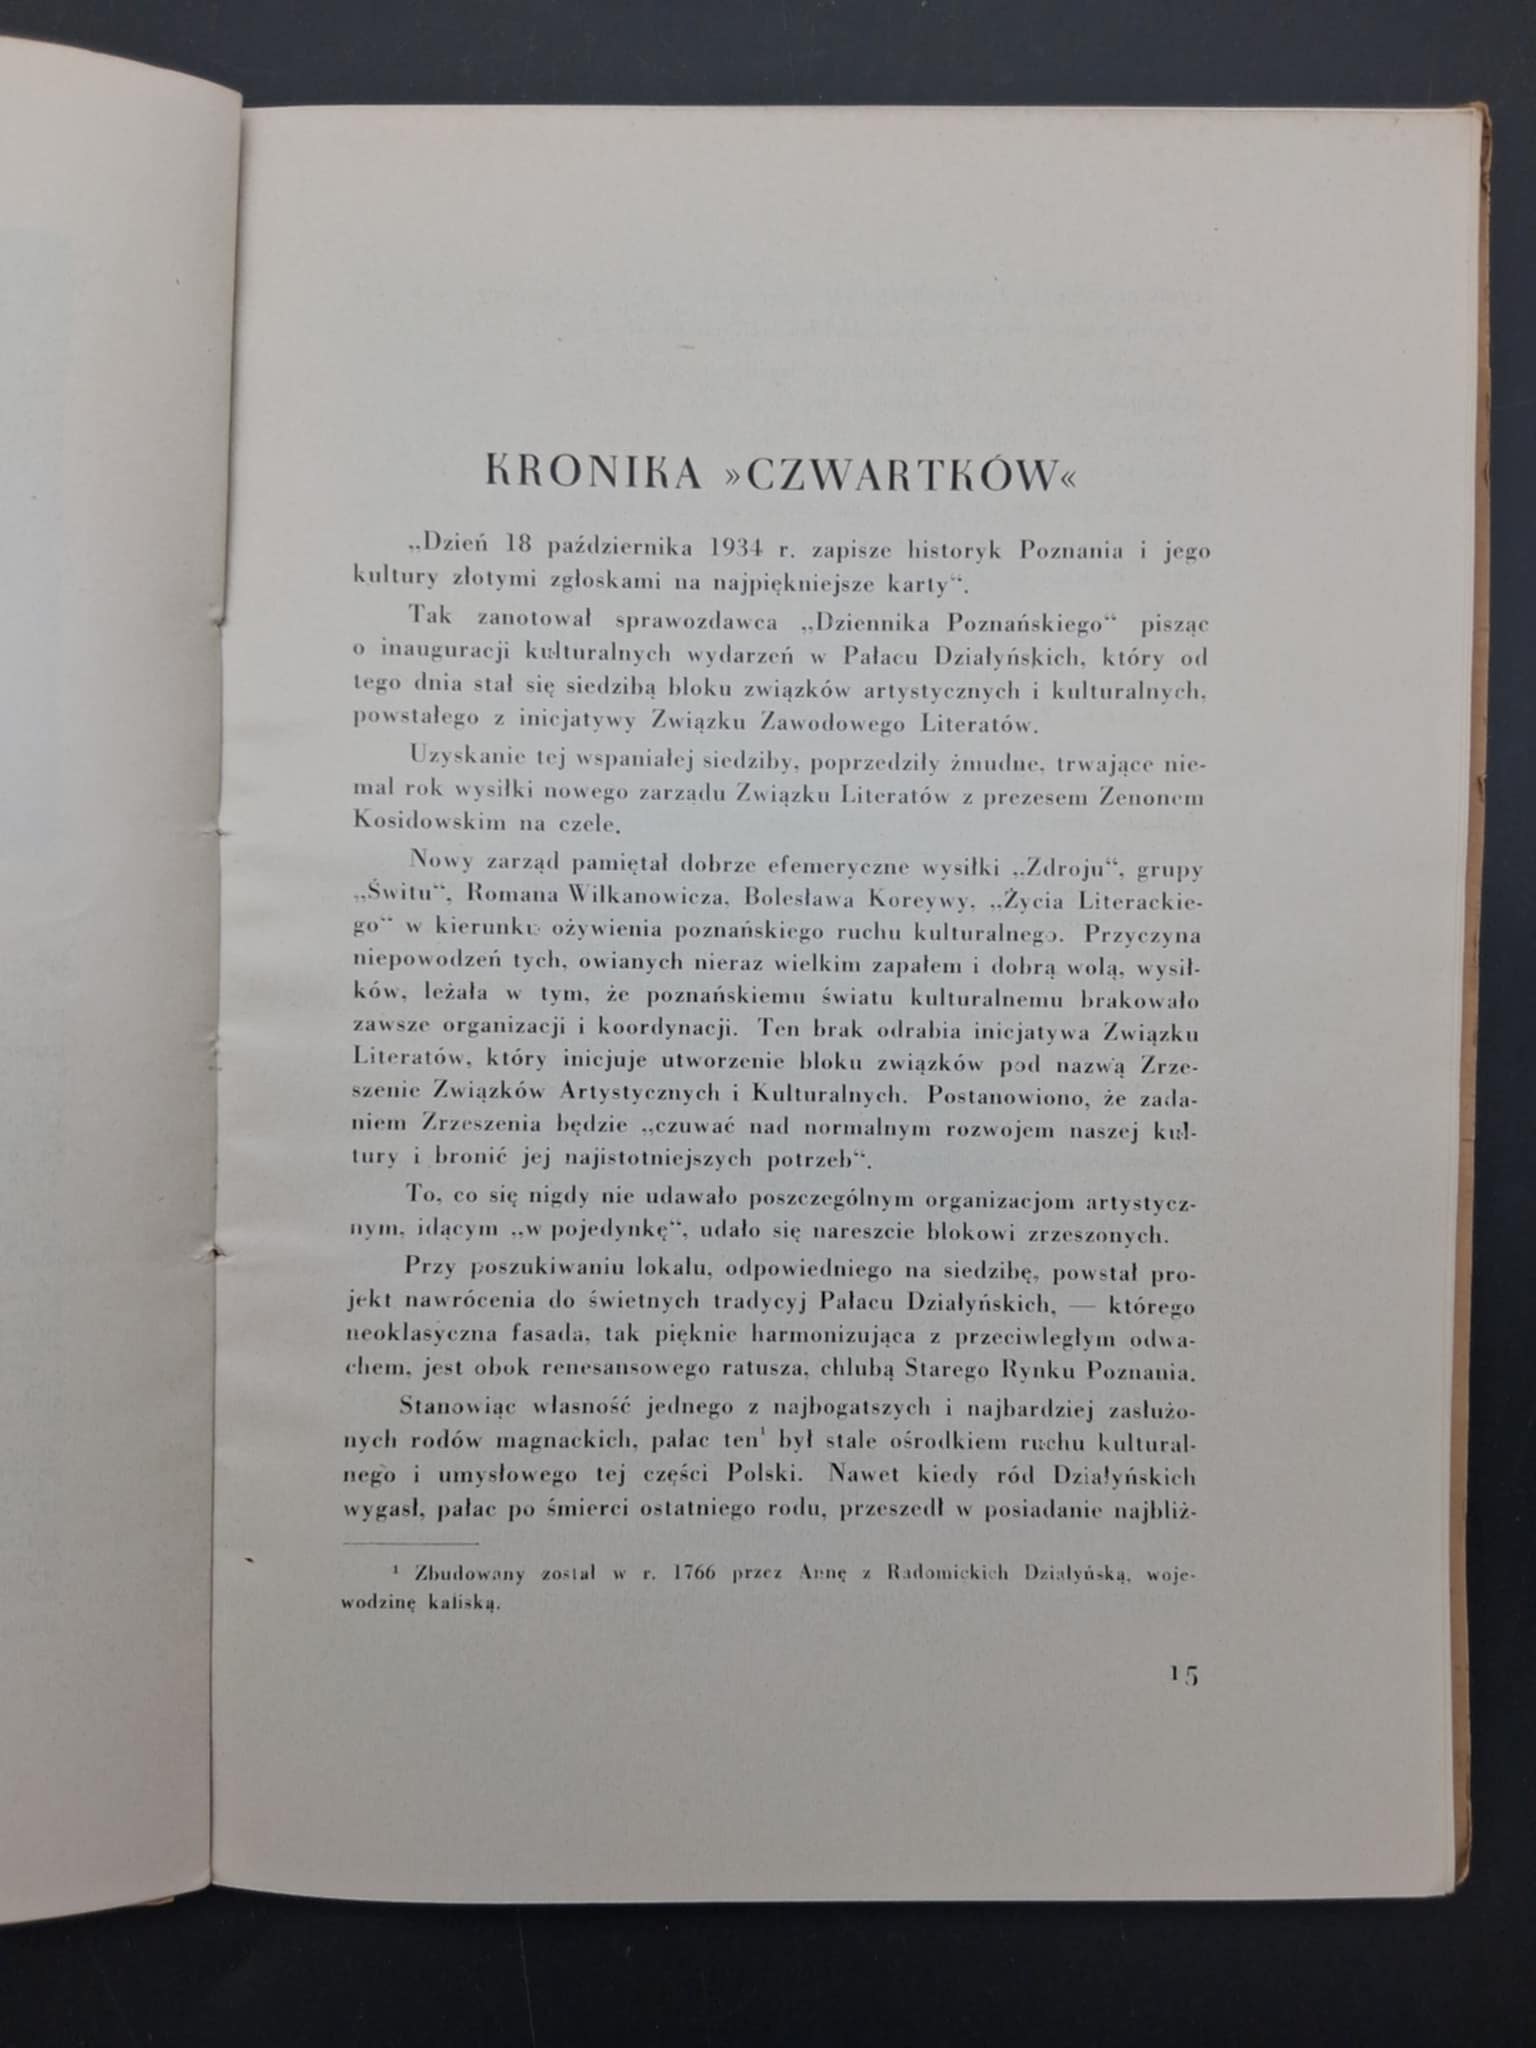 KRONIKA »CZWARTKÓW«
„Dzień 18 października 1934 r. zapisze historyk Poznania i jego
kultury złotymi zgłoskami na najpiękniejsze karty“.
Tak zanotował sprawozdawca „Dziennika Poznańskiego“ pisząc
o inauguracji kulturalnych wydarzeń w Pałacu Działyńskich, który od
tego dnia stał się siedzibą bloku związków artystycznych i kulturalnych,
powstałego z inicjatywy Związku Zawodowego Literatów.
Uzyskanie tej wspaniałej siedziby, poprzedziły żmudne, trwające nie-
mal rok wysiłki nowego zarządu Związku Literatów z prezesem Zenonem
Kosidowskim na czele.
Nowy zarząd pamiętał dobrze efemeryczne wysiłki „Zdroju“, grupy
„Świtu“, Romana Wilkanowicza, Bolesława Koreywy, „Życia Literackie-
go“ w kierunku ożywienia poznańskiego ruchu kulturalnego. Przyczyna
niepowodzeń tych, owianych nieraz wielkim zapałem i dobrą wolą, wysił-
ków, leżała w tym, że poznańskiemu światu kulturalnemu brakowało
zawsze organizacji i koordynacji. Ten brak odrabia inicjatywa Związku
Literatów, który inicjuje utworzenie bloku związków pod nazwą Zrze-
szenie Związków Artystycznych i Kulturalnych. Postanowiono, że zada-
niem Zrzeszenia będzie „czuwać nad normalnym rozwojem naszej kul-
tury i bronić jej najistotniejszych potrzeb“.
To, co się nigdy nie udawało poszczególnym organizacjom artystycz-
nym, idącym „w pojedynkę“, udało się nareszcie blokowi zrzeszonych.
Przy poszukiwaniu lokalu, odpowiedniego na siedzibę, powstał pro-
jekt nawrócenia do świetnych tradycyj Pałacu Działyńskich, — którego
neoklasyczna fasada, tak pięknie harmonizująca z przeciwległym odwa-
chem, jest obok renesansowego ratusza, chlubą Starego Rynku Poznania.
Stanowiąc własność jednego z najbogatszych i najbardziej zasłużo-
nych rodów magnackich, pałac ten¹ był stale ośrodkiem ruchu kultural-
nego i umysłowego tej części Polski. Nawet kiedy ród Działyńskich
wygasł, pałac po śmierci ostatniego rodu, przeszedł w posiadanie najbliż-
¹ Zbudowany został w r. 1766 przez Annę z Radomickich Działyńską, woje-
wodzinę kaliską.
15